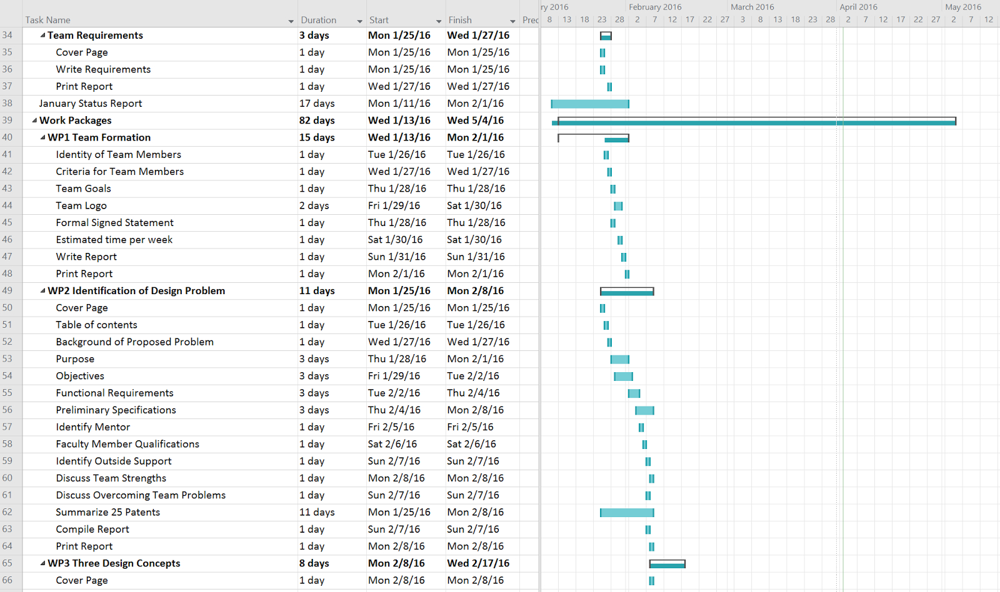 ry 2016 February 2016 March 2016 April 2016 May 2016
Task Name Duration Start Finish Prec 8 13 18 23 28 2 7 12 17 22 27 3 8 13 18 23 28 2 7 12 17 22 27 2 7 12
34 Team Requirements 3 days Mon 1/25/16 Wed 1/27/16
35 Cover Page 1 day Mon 1/25/16 Mon 1/25/16
36 Write Requirements 1 day Mon 1/25/16 Mon 1/25/16
37 Print Report 1 day Wed 1/27/16 Wed 1/27/16
38 January Status Report 17 days Mon 1/11/16 Mon 2/1/16
39 Work Packages 82 days Wed 1/13/16 Wed 5/4/16
40 WP1 Team Formation 15 days Wed 1/13/16 Mon 2/1/16
41 Identity of Team Members 1 day Tue 1/26/16 Tue 1/26/16
42 Criteria for Team Members 1 day Wed 1/27/16 Wed 1/27/16
43 Team Goals 1 day Thu 1/28/16 Thu 1/28/16
44 Team Logo 2 days Fri 1/29/16 Sat 1/30/16
45 Formal Signed Statement 1 day Thu 1/28/16 Thu 1/28/16
46 Estimated time per week 1 day Sat 1/30/16 Sat 1/30/16
47 Write Report 1 day Sun 1/31/16 Sun 1/31/16
48 Print Report 1 day Mon 2/1/16 Mon 2/1/16
49 WP2 Identification of Design Problem 11 days Mon 1/25/16 Mon 2/8/16
50 Cover Page 1 day Mon 1/25/16 Mon 1/25/16
51 Table of contents 1 day Tue 1/26/16 Tue 1/26/16
52 Background of Proposed Problem 1 day Wed 1/27/16 Wed 1/27/16
53 Purpose 3 days Thu 1/28/16 Mon 2/1/16
54 Objectives 3 days Fri 1/29/16 Tue 2/2/16
55 Functional Requirements 3 days Tue 2/2/16 Thu 2/4/16
56 Preliminary Specifications 3 days Thu 2/4/16 Mon 2/8/16
57 Identify Mentor 1 day Fri 2/5/16 Fri 2/5/16
58 Faculty Member Qualifications 1 day Sat 2/6/16 Sat 2/6/16
59 Identify Outside Support 1 day Sun 2/7/16 Sun 2/7/16
60 Discuss Team Strengths 1 day Mon 2/8/16 Mon 2/8/16
61 Discuss Overcoming Team Problems 1 day Sun 2/7/16 Sun 2/7/16
62 Summarize 25 Patents 11 days Mon 1/25/16 Mon 2/8/16
63 Compile Report 1 day Sun 2/7/16 Sun 2/7/16
64 Print Report 1 day Mon 2/8/16 Mon 2/8/16
65 WP3 Three Design Concepts 8 days Mon 2/8/16 Wed 2/17/16
66 Cover Page 1 day Mon 2/8/16 Mon 2/8/16